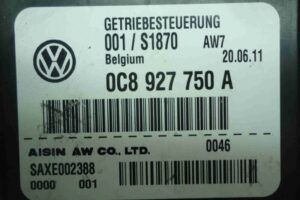 GETRIEBESTEUERUNG
001 / S1870 AW7
Belgium 20.06.11
0C8 927 750 A
AISIN AW CO., LTD. 0046
SAXE002388
0000 001